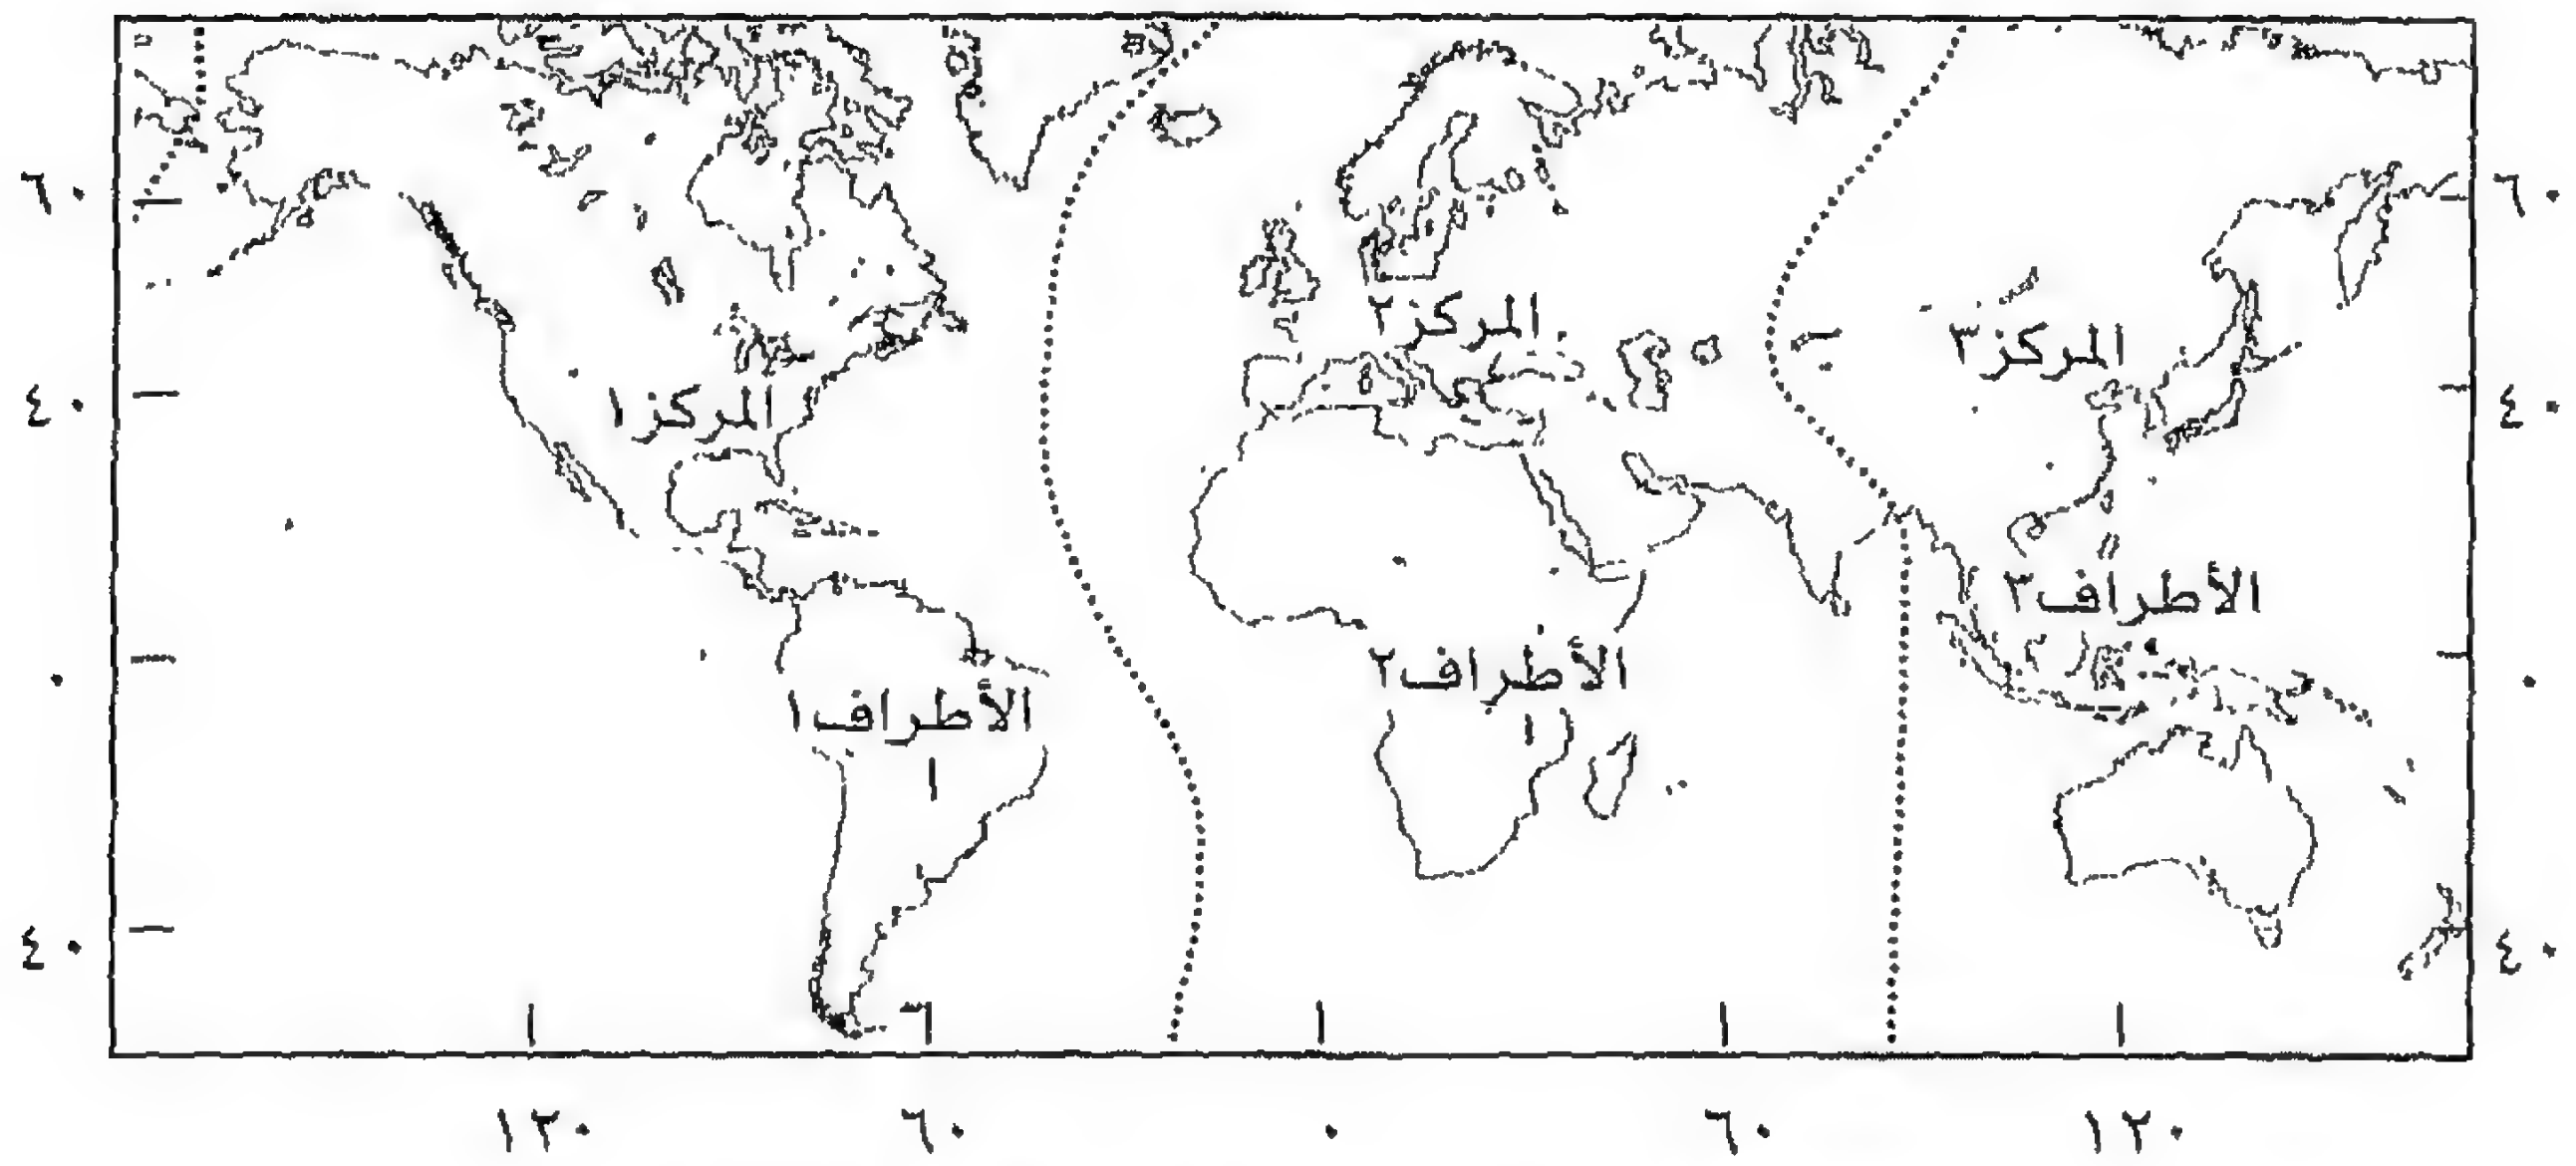 ٦٠ ٦٠
المركز٢
المركز٣
٤٠ المركز١ ٤٠
الأطراف٣
الأطراف٢
٠ ٠
الأطراف١
٤٠ ٤٠
١٢٠ ٦٠ ٠ ٦٠ ١٢٠